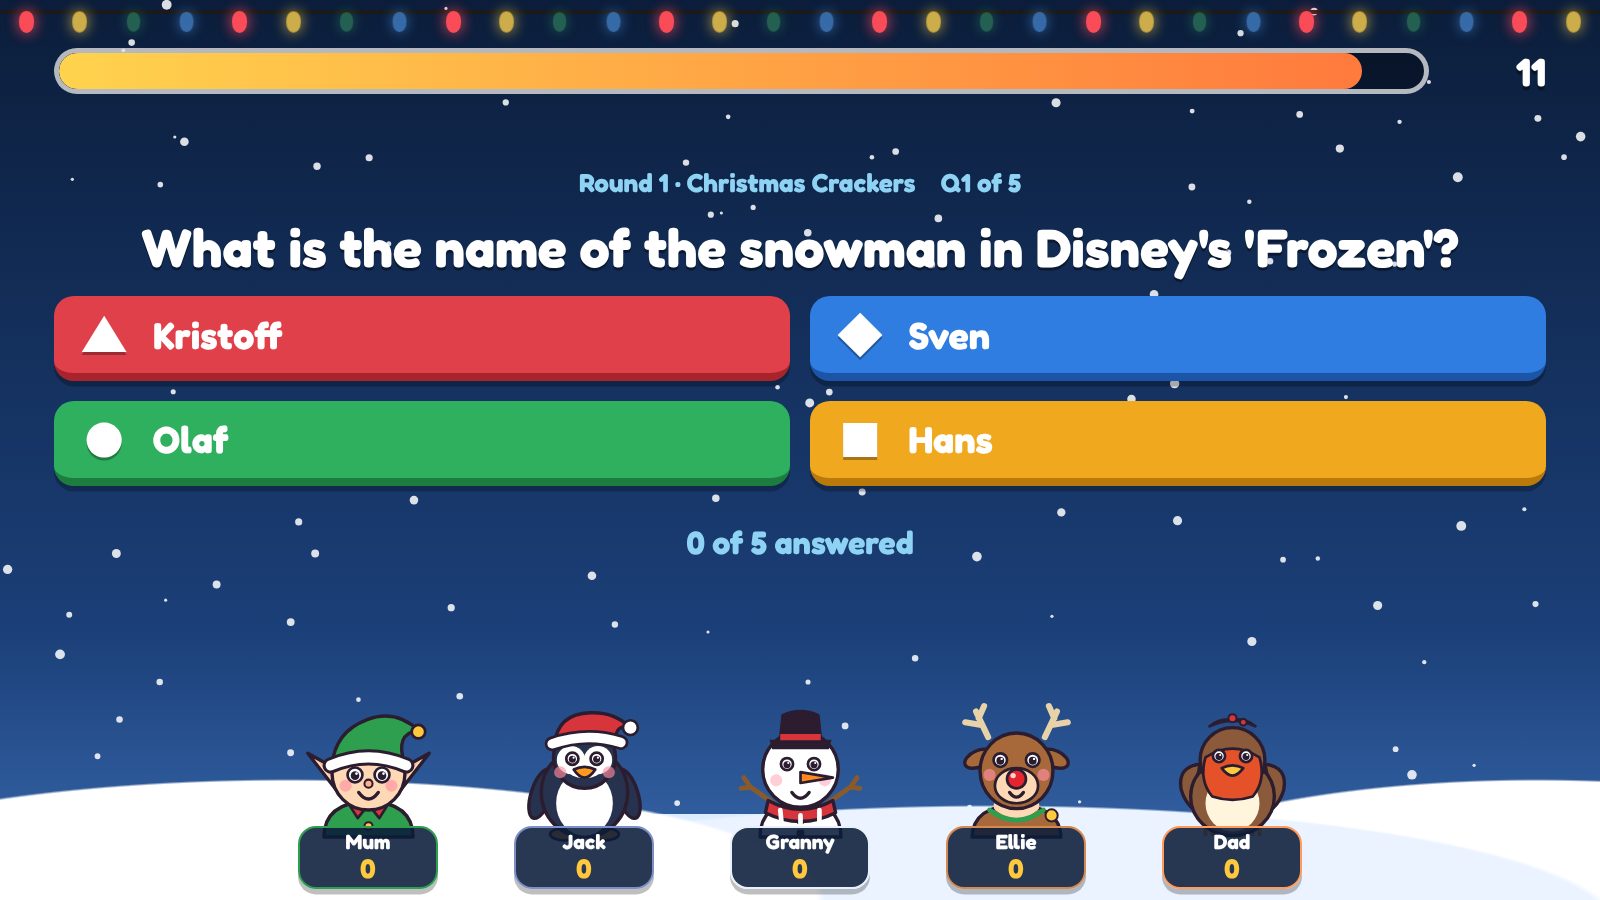 11
Round 1 · Christmas Crackers Q1 of 5
What is the name of the snowman in Disney's 'Frozen'?
Kristoff
Sven
Olaf
Hans
0 of 5 answered
Mum
0
Jack
0
Granny
0
Ellie
0
Dad
0